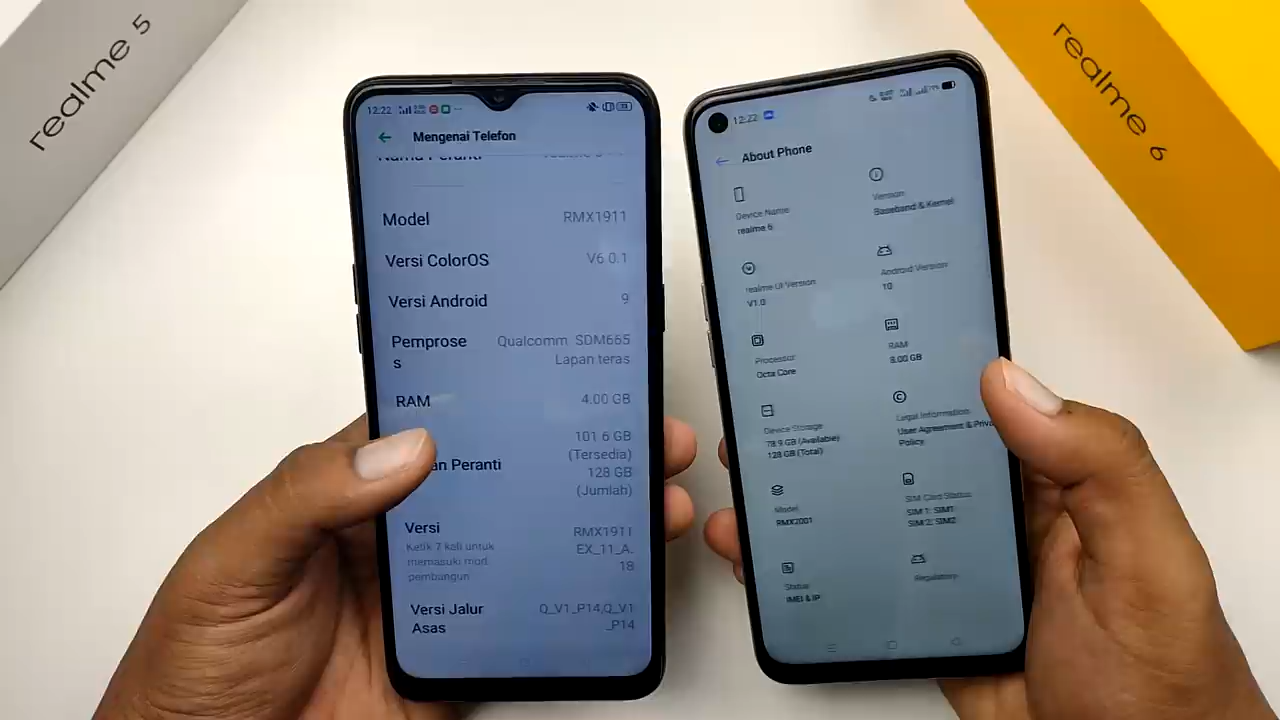 realme 5
realme 6
12:22
Mengenai Telefon
Model
RMX1911
Versi ColorOS
V6.0.1
Versi Android
9
Pemprose
s
Qualcomm SDM665
Lapan teras
RAM
4.00 GB
an Peranti
101.6 GB
(Tersedia)
128 GB
(Jumlah)
Versi
Ketik 7 kali untuk
memasuki mod
pembangun
RMX1911
EX_11_A.
18
Versi Jalur
Asas
Q_V1_P14,Q_V1
_P14
12:22
About Phone
Device Name
realme 6
Version
Baseband & Kernel
realme UI Version
V1.0
Android Version
10
Processor
Octa Core
RAM
8.00 GB
Device Storage
78.9 GB (Available)
128 GB (Total)
Legal Information
User Agreement & Priva
Policy
Model
RMX2001
SIM Card Status
SIM 1: SIM1
SIM 2: SIM2
Status
IMEI & IP
Regulatory